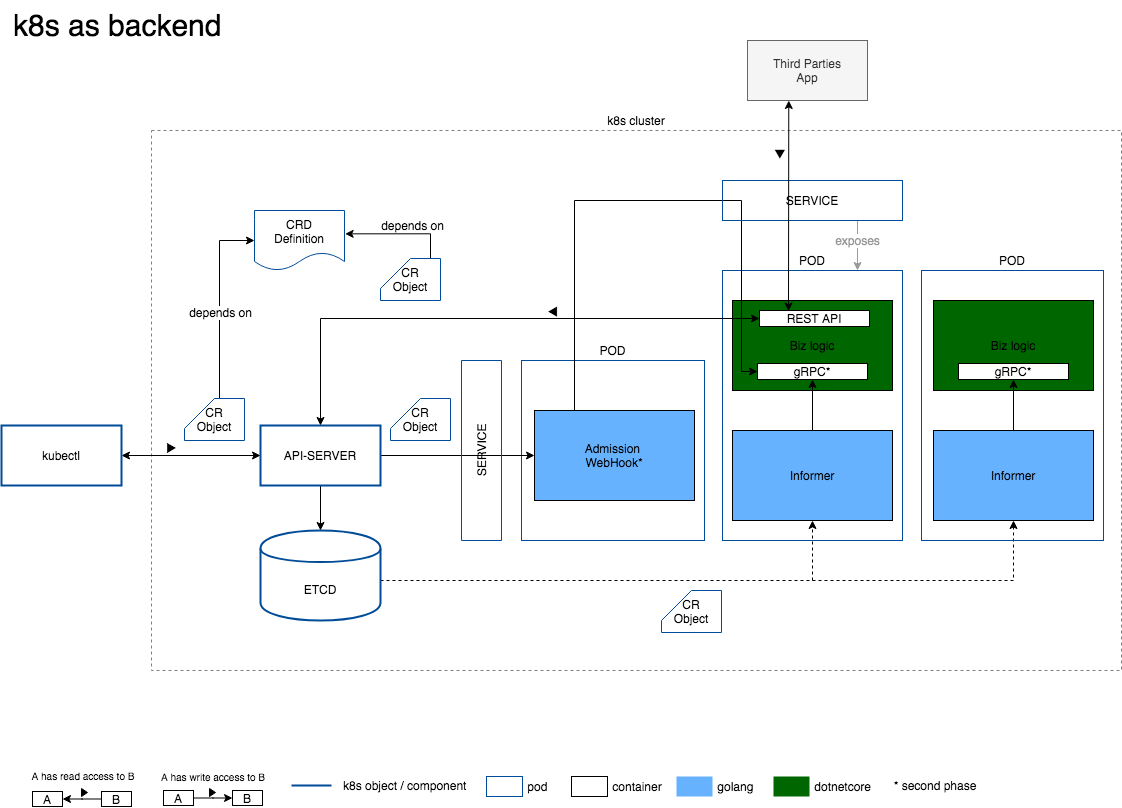 k8s as backend
Third Parties
App
k8s cluster
SERVICE
CRD
Definition
depends on
exposes
CR
Object
POD
POD
depends on
REST API
Biz logic
Biz logic
POD
gRPC*
gRPC*
CR
Object
CR
Object
kubectl
API-SERVER
SERVICE
Admission
WebHook*
Informer
Informer
ETCD
CR
Object
A has read access to B
A
B
A has write access to B
A
B
k8s object / component
pod
container
golang
dotnetcore
* second phase